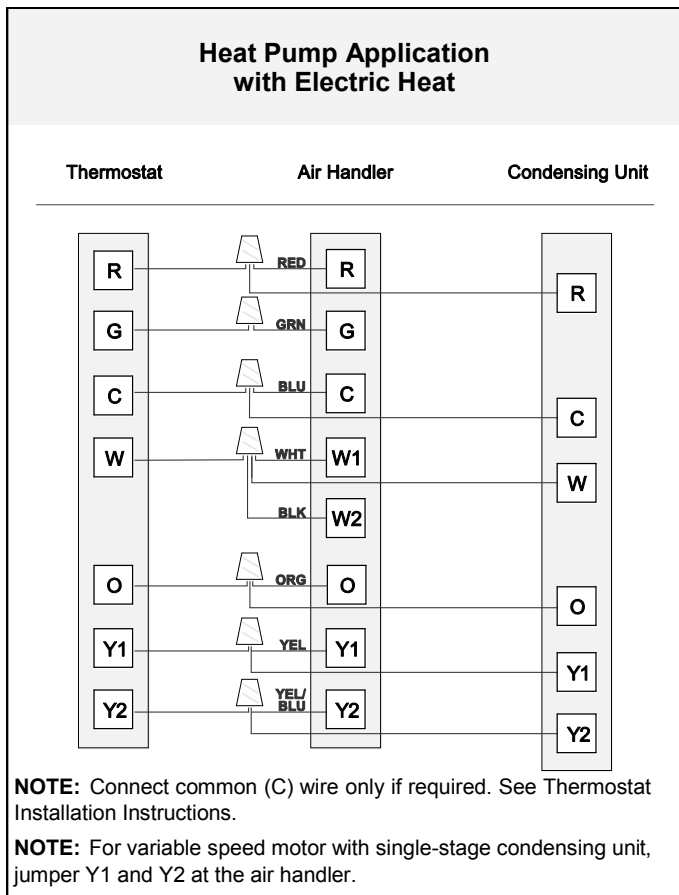 Heat Pump Application
with Electric Heat
Thermostat Air Handler Condensing Unit
R RED R
R
G GRN G
C BLU C
C
W WHT W1
W
BLK W2
O ORG O
O
Y1 YEL Y1
Y1
Y2 YEL/ Y2
BLU
Y2
NOTE: Connect common (C) wire only if required. See Thermostat
Installation Instructions.
NOTE: For variable speed motor with single-stage condensing unit,
jumper Y1 and Y2 at the air handler.